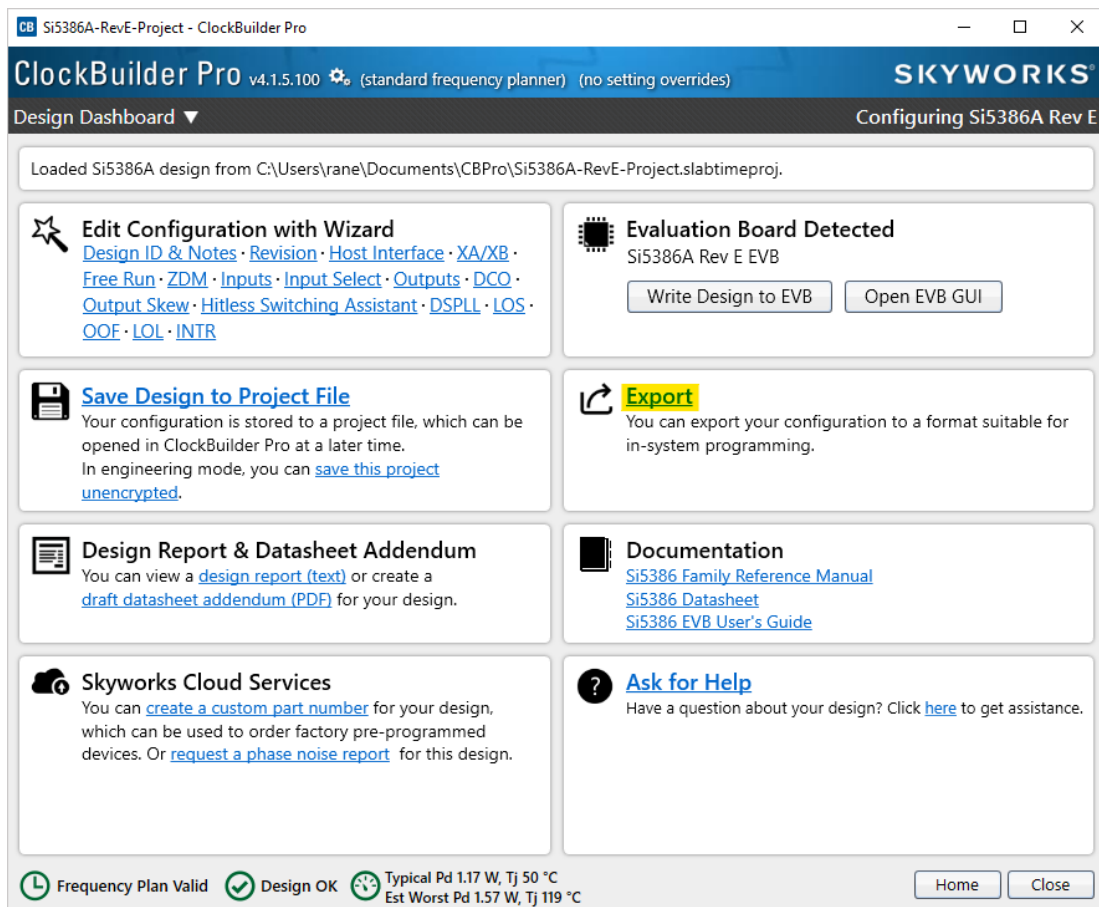 CB Si5386A-RevE-Project - ClockBuilder Pro
ClockBuilder Pro v4.1.5.100 (standard frequency planner) (no setting overrides)
SKYWORKS®
Design Dashboard ▼
Configuring Si5386A Rev E
Loaded Si5386A design from C:\Users\rane\Documents\CBPro\Si5386A-RevE-Project.slabtimeproj.
Edit Configuration with Wizard
Design ID & Notes · Revision · Host Interface · XA/XB ·
Free Run · ZDM · Inputs · Input Select · Outputs · DCO ·
Output Skew · Hitless Switching Assistant · DSPLL · LOS ·
OOF · LOL · INTR
Evaluation Board Detected
Si5386A Rev E EVB
Write Design to EVB
Open EVB GUI
Save Design to Project File
Your configuration is stored to a project file, which can be
opened in ClockBuilder Pro at a later time.
In engineering mode, you can save this project
unencrypted.
Export
You can export your configuration to a format suitable for
in-system programming.
Design Report & Datasheet Addendum
You can view a design report (text) or create a
draft datasheet addendum (PDF) for your design.
Documentation
Si5386 Family Reference Manual
Si5386 Datasheet
Si5386 EVB User's Guide
Skyworks Cloud Services
You can create a custom part number for your design,
which can be used to order factory pre-programmed
devices. Or request a phase noise report for this design.
? Ask for Help
Have a question about your design? Click here to get assistance.
Frequency Plan Valid
Design OK
Typical Pd 1.17 W, Tj 50 °C
Est Worst Pd 1.57 W, Tj 119 °C
Home
Close